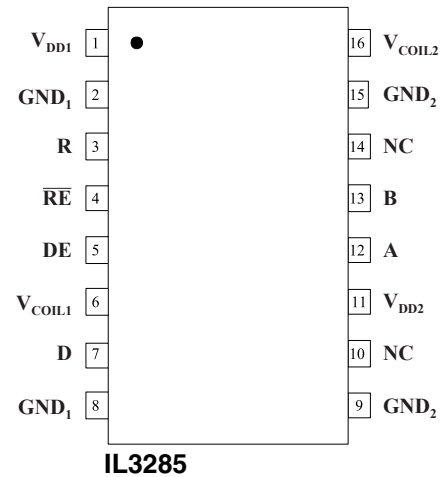 V_DD1 1 16 V_COIL2
GND_1 2 15 GND_2
R 3 14 NC
R̅E̅ 4 13 B
DE 5 12 A
V_COIL1 6 11 V_DD2
D 7 10 NC
GND_1 8 9 GND_2
IL3285